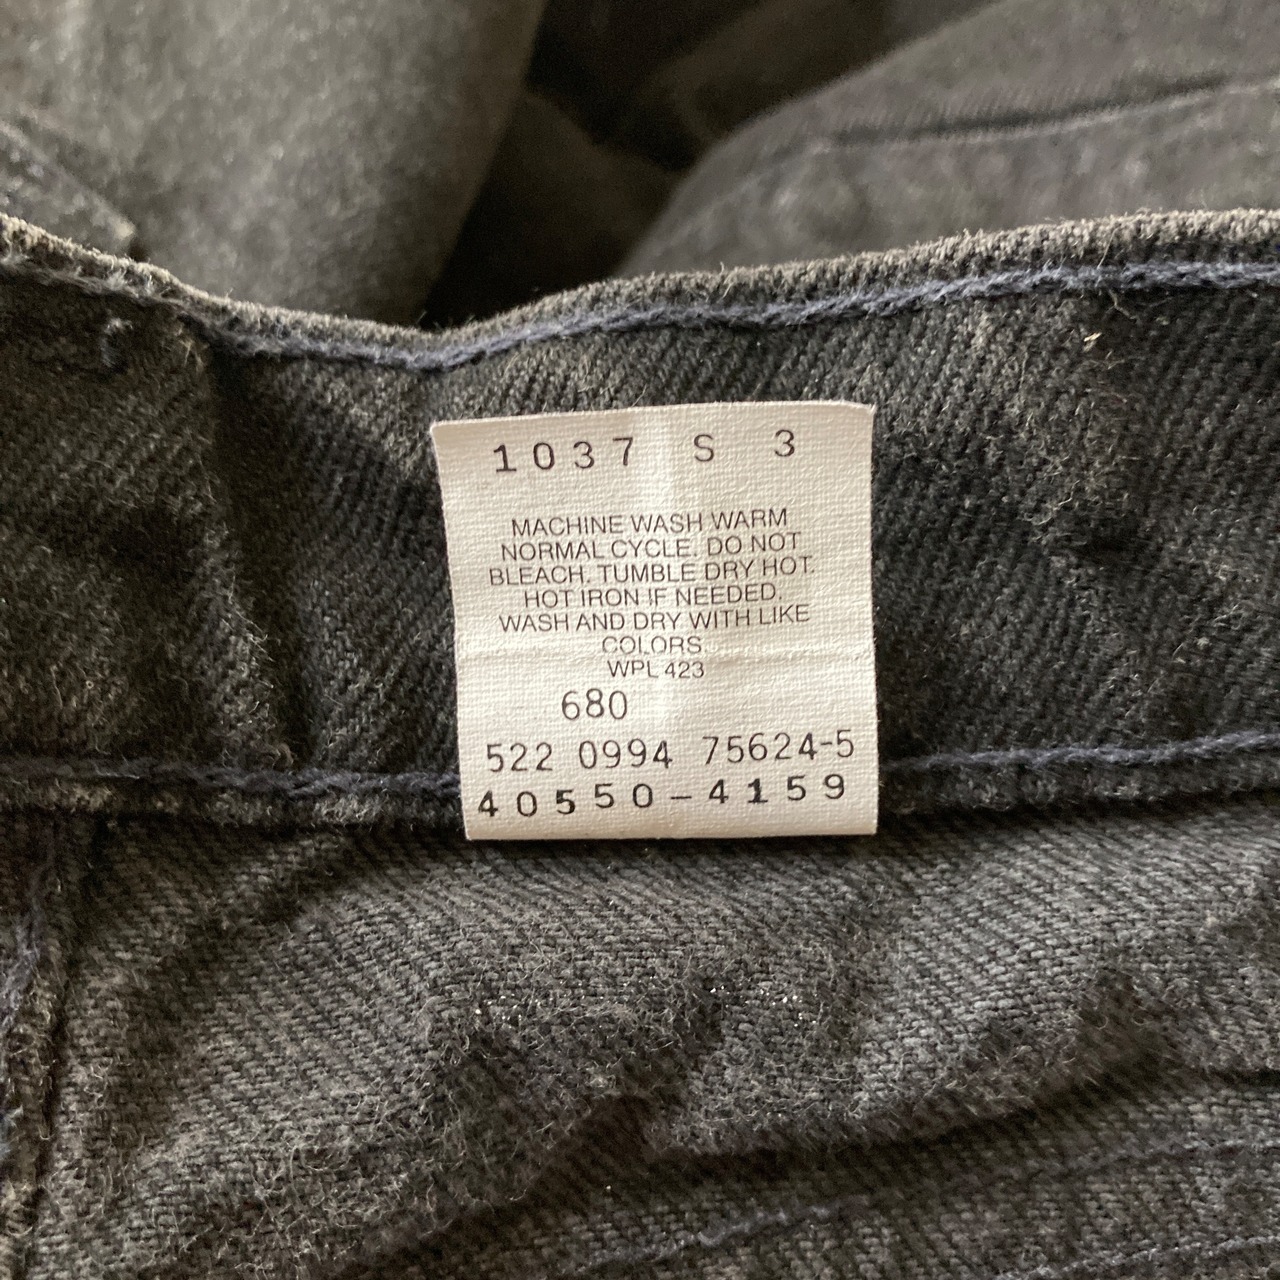 1037 S 3
MACHINE WASH WARM
NORMAL CYCLE. DO NOT
BLEACH. TUMBLE DRY HOT.
HOT IRON IF NEEDED.
WASH AND DRY WITH LIKE
COLORS.
WPL 423
680
522 0994 75624-5
40550-4159